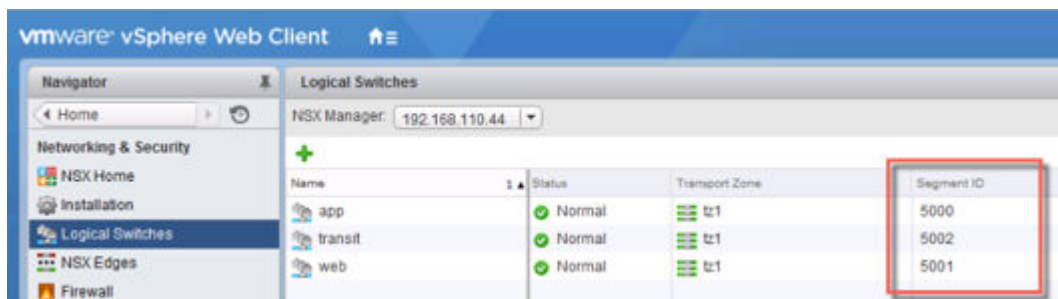 vmware® vSphere Web Client
Navigator
Home
Networking & Security
NSX Home
Installation
Logical Switches
NSX Edges
Firewall
Logical Switches
NSX Manager: 192.168.110.44
Name 1 Status Transport Zone Segment ID
app Normal tz1 5000
transit Normal tz1 5002
web Normal tz1 5001